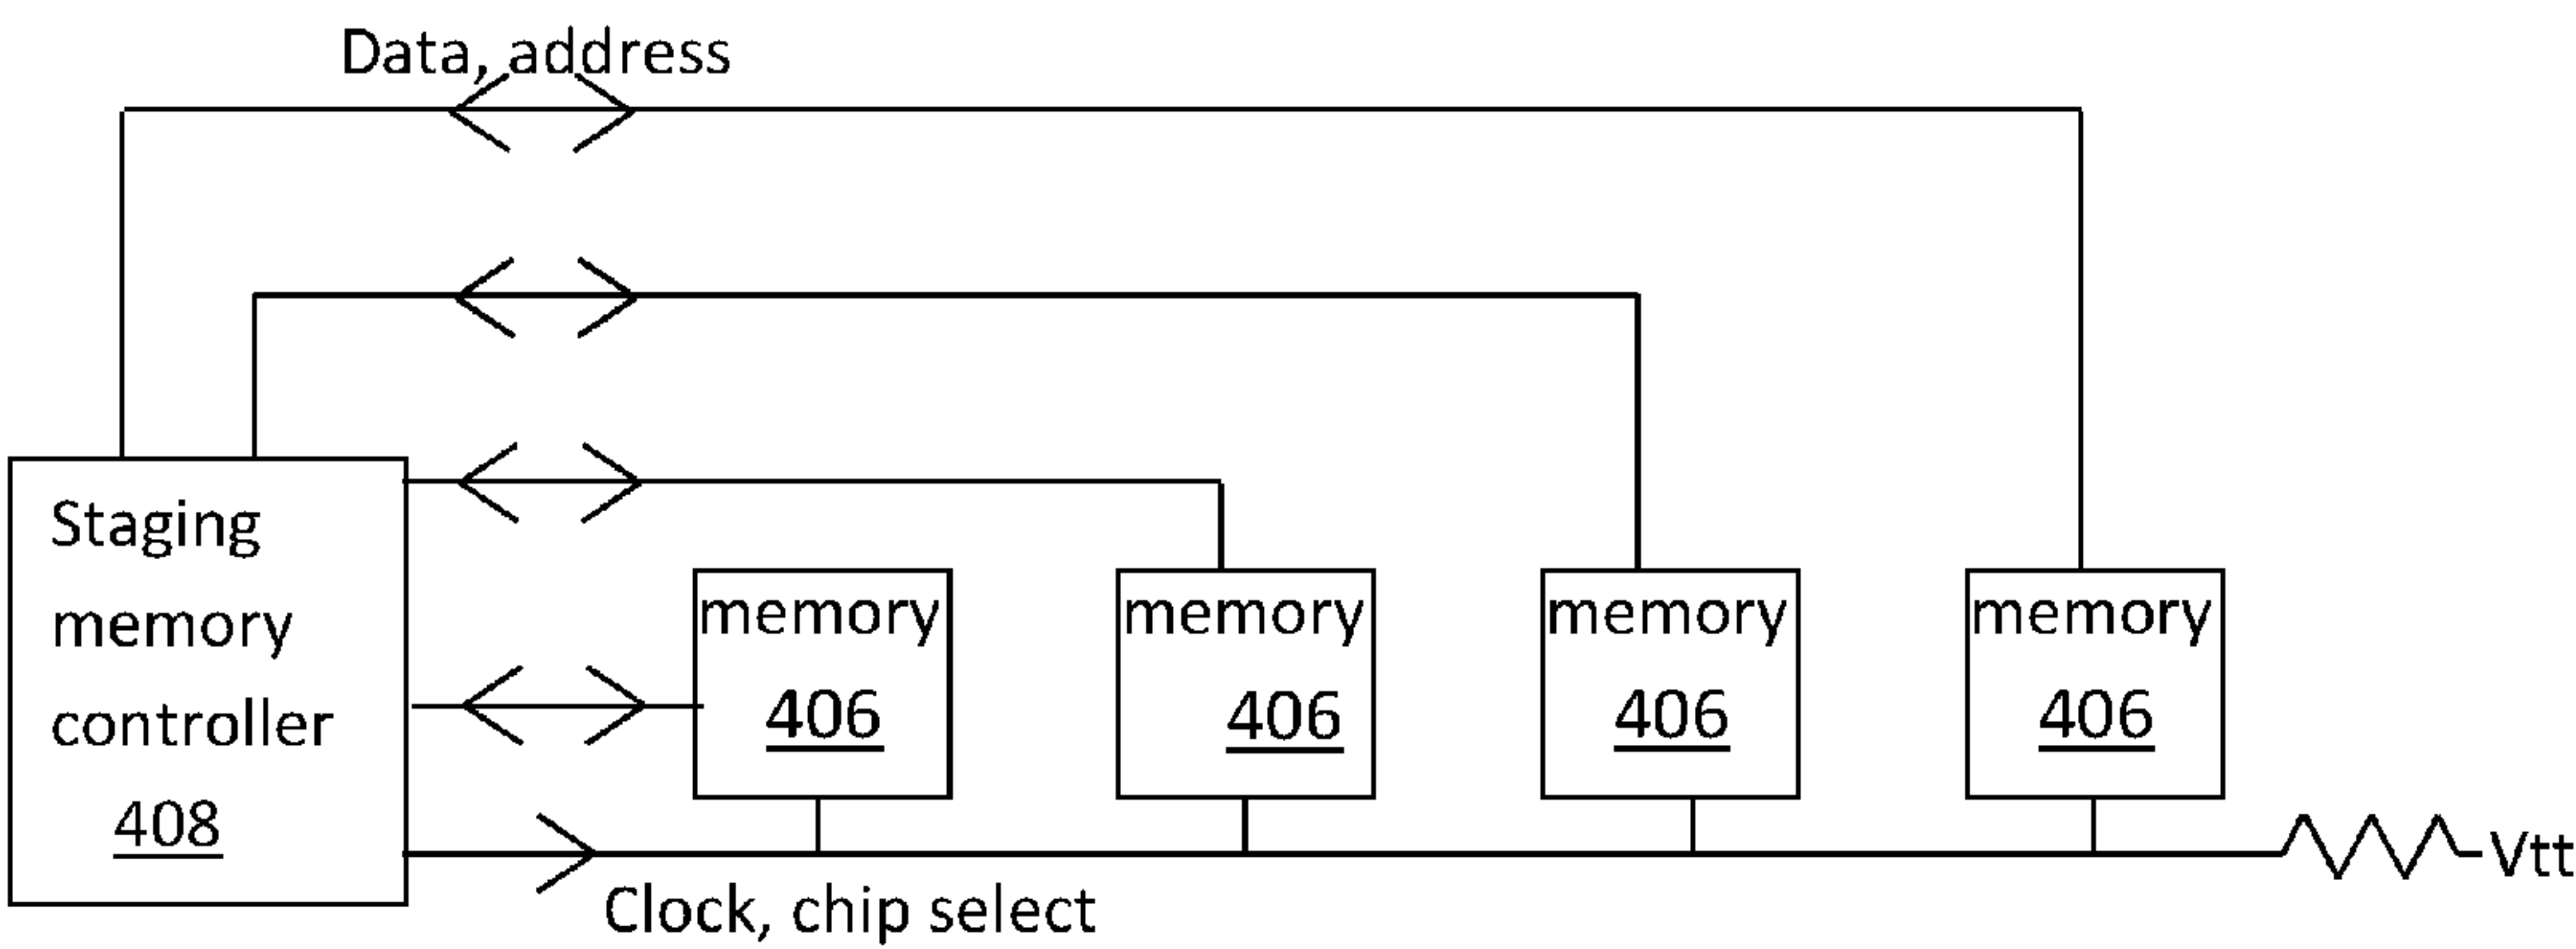 Data, address
Staging
memory
controller
408
memory
406
memory
406
memory
406
memory
406
Vtt
Clock, chip select